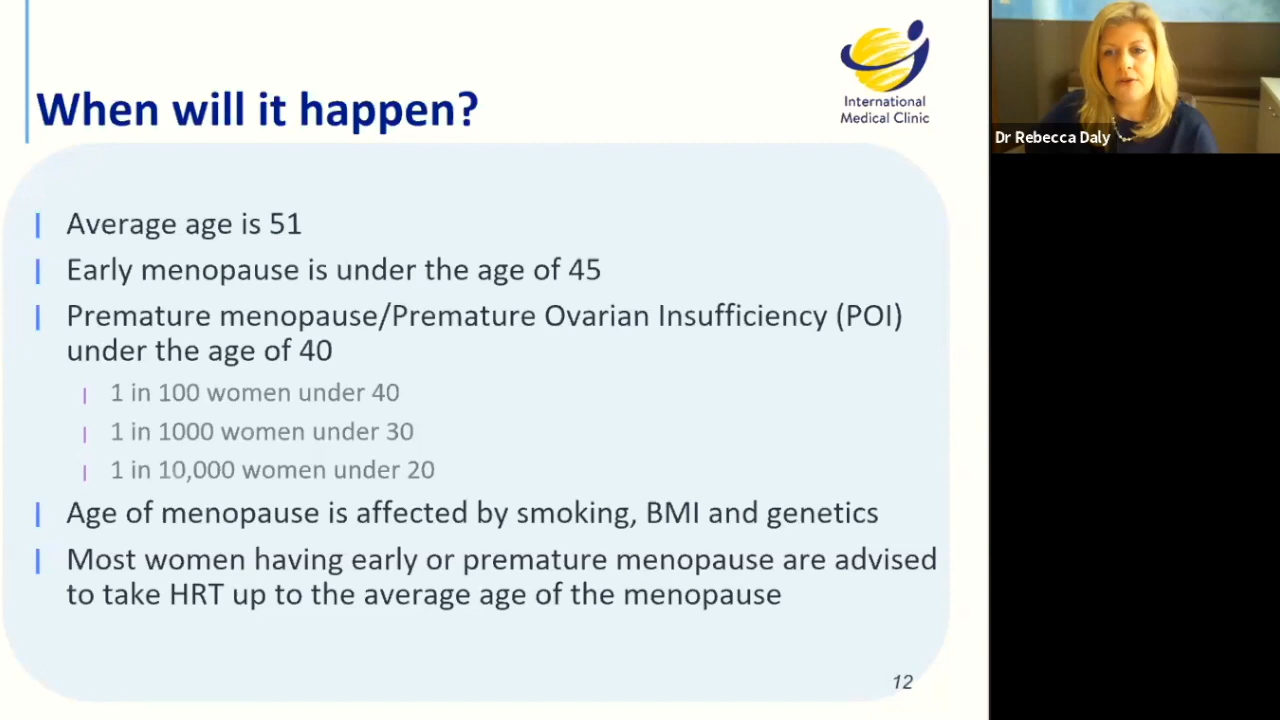 When will it happen?
International
Medical Clinic
Dr Rebecca Daly
Average age is 51
Early menopause is under the age of 45
Premature menopause/Premature Ovarian Insufficiency (POI)
under the age of 40
1 in 100 women under 40
1 in 1000 women under 30
1 in 10,000 women under 20
Age of menopause is affected by smoking, BMI and genetics
Most women having early or premature menopause are advised
to take HRT up to the average age of the menopause
12